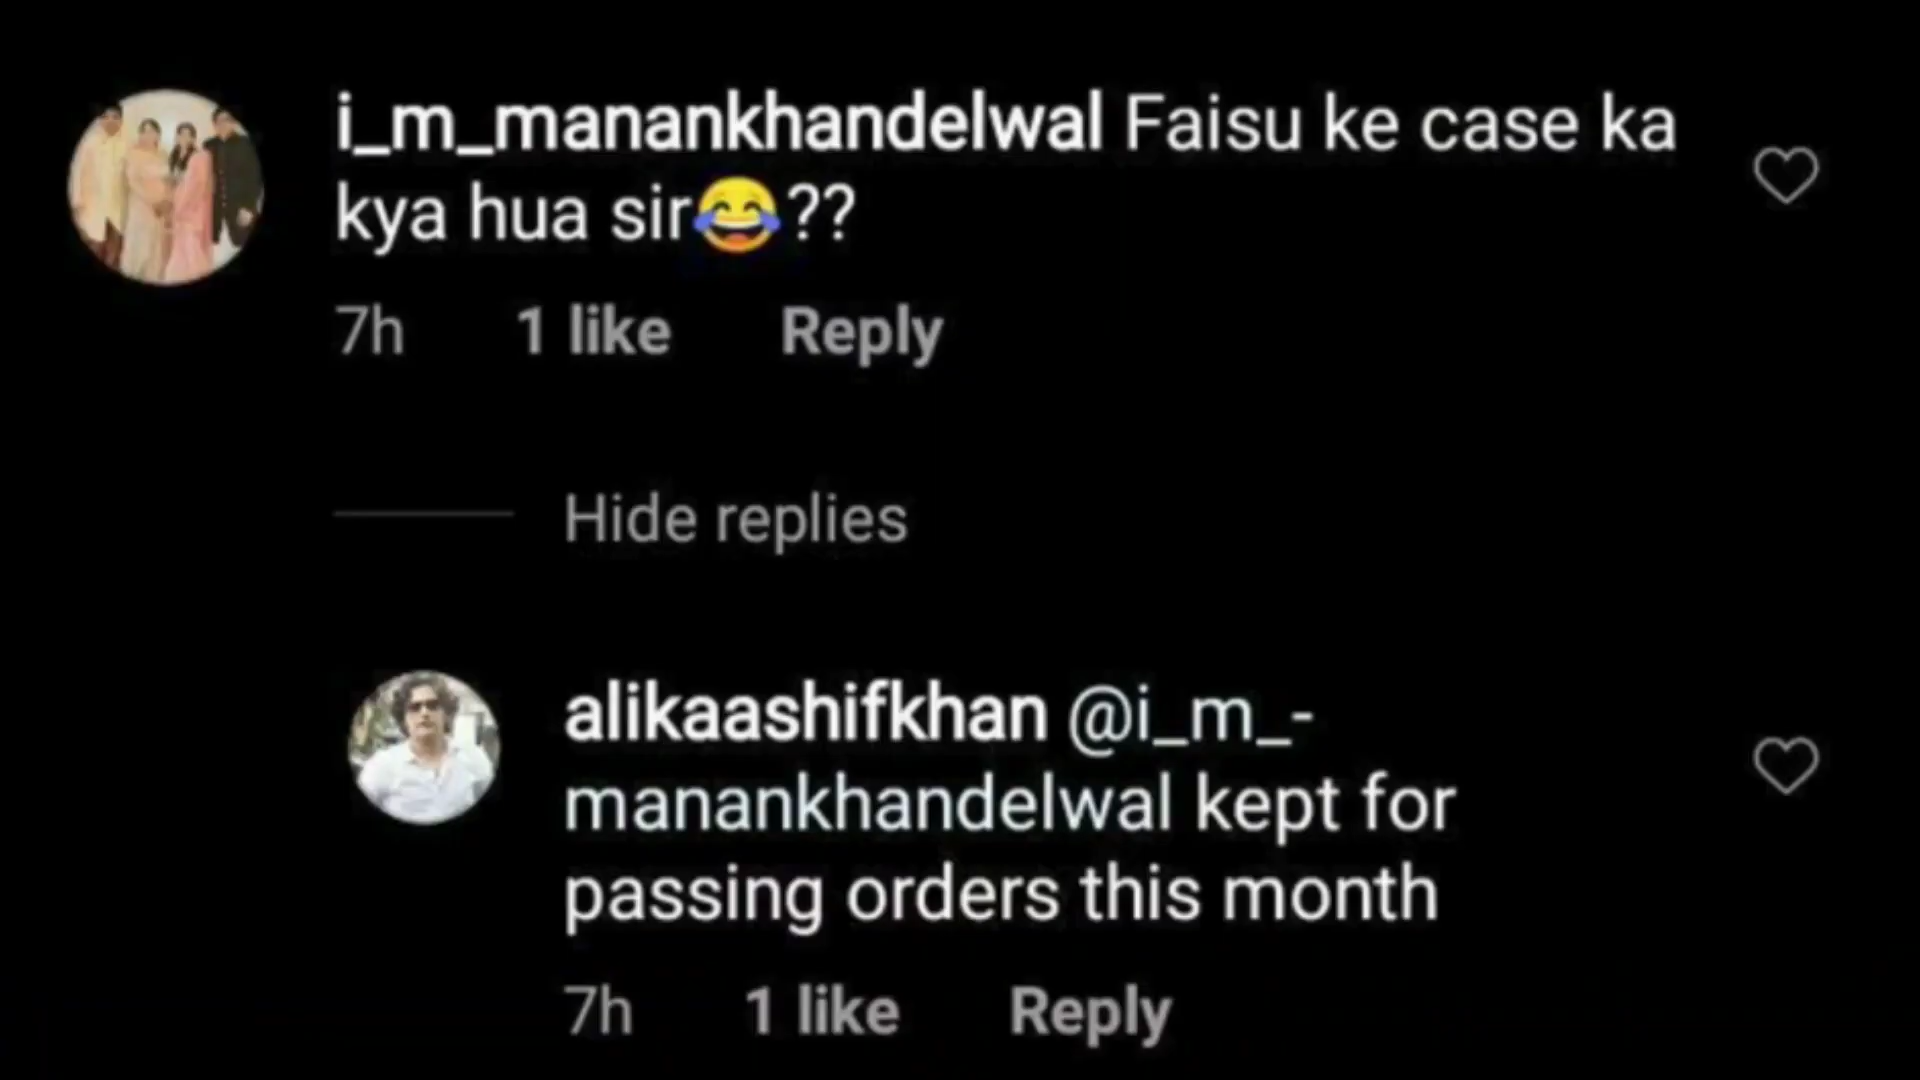 i_m_manankhandelwal Faisu ke case ka
kya hua sir😂??
7h 1 like Reply
Hide replies
alikaashifkhan @i_m_-
manankhandelwal kept for
passing orders this month
7h 1 like Reply